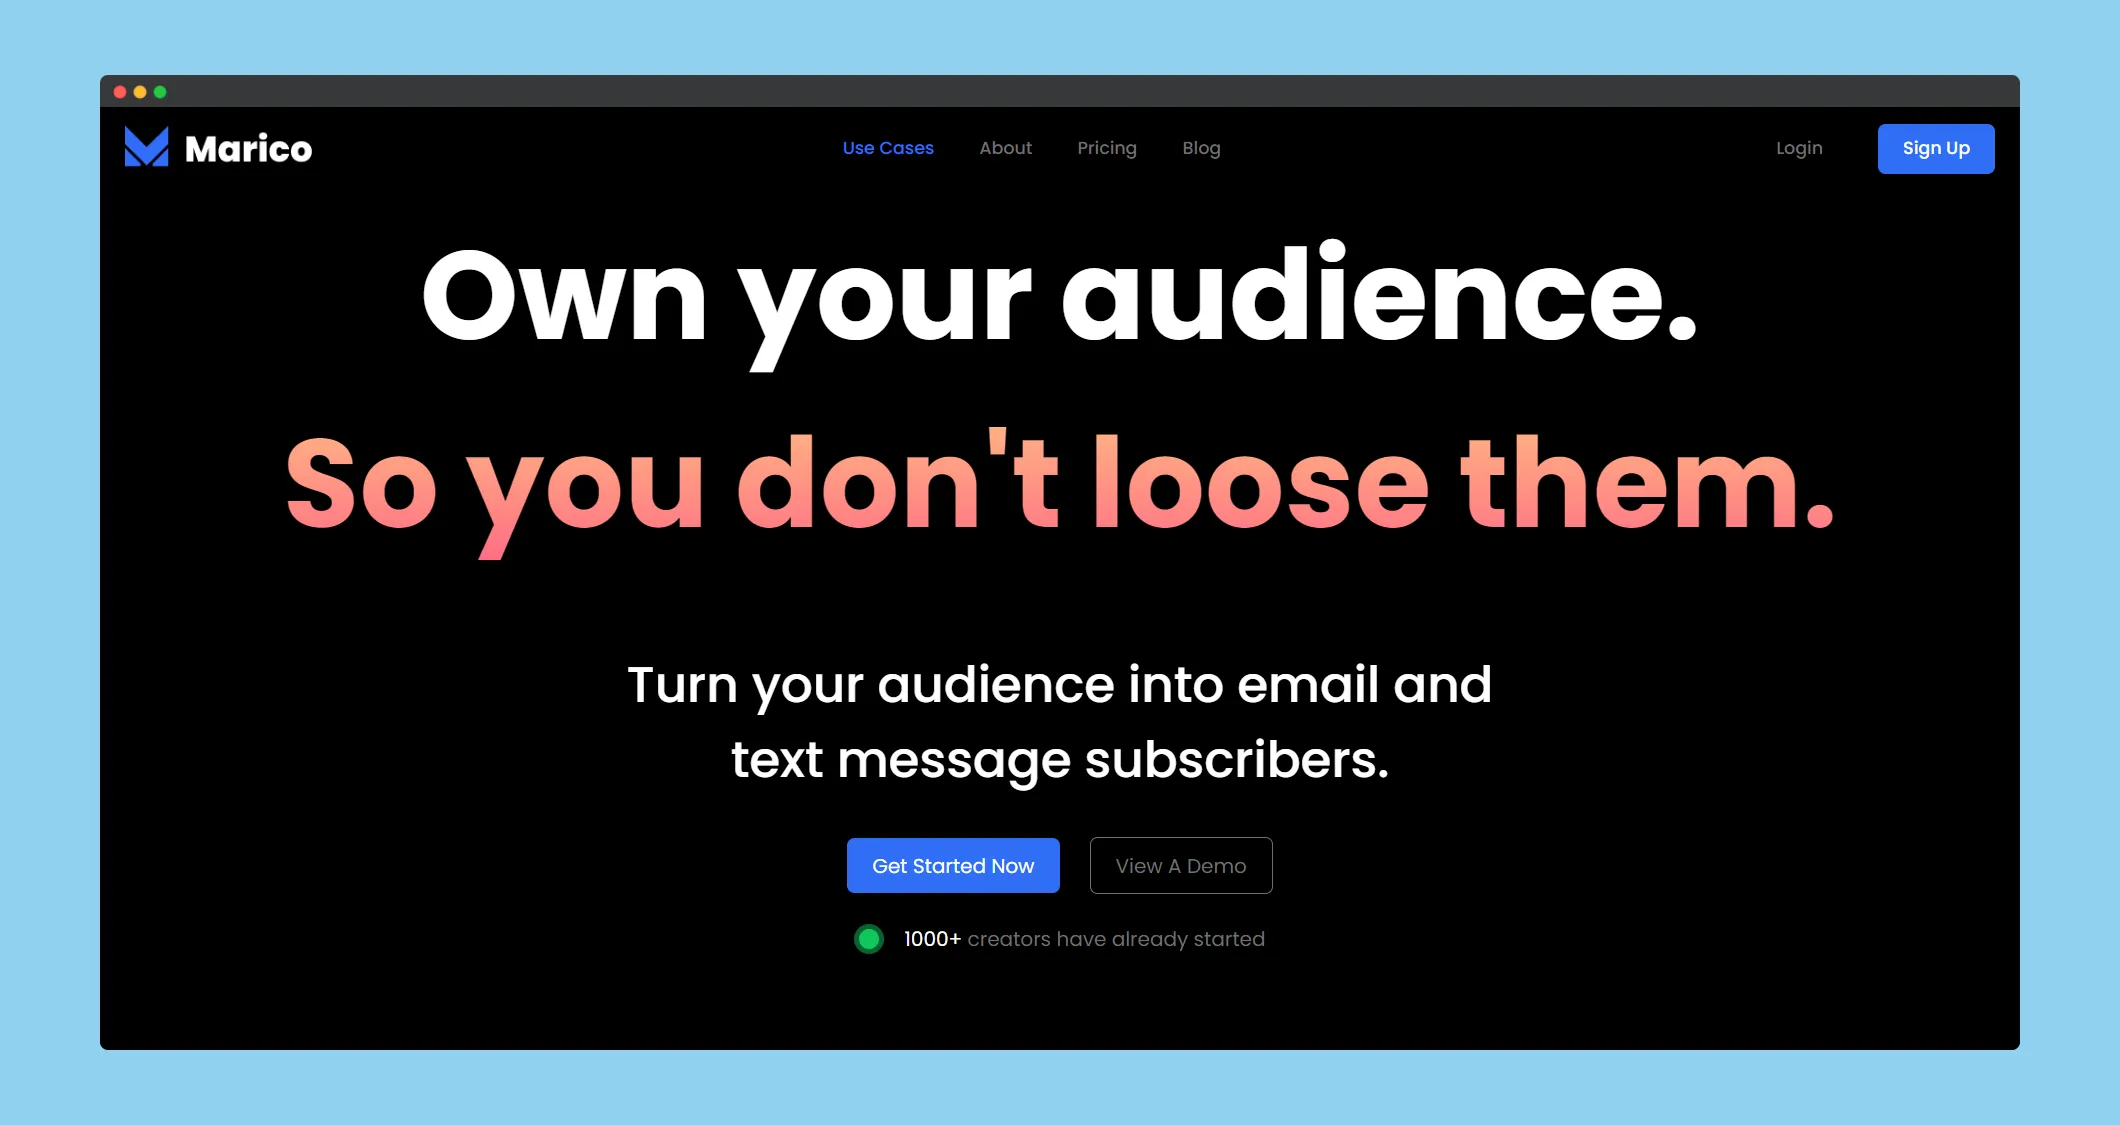 Marico
Use Cases
About
Pricing
Blog
Login
Sign Up
Own your audience.
So you don't loose them.
Turn your audience into email and
text message subscribers.
Get Started Now
View A Demo
1000+ creators have already started